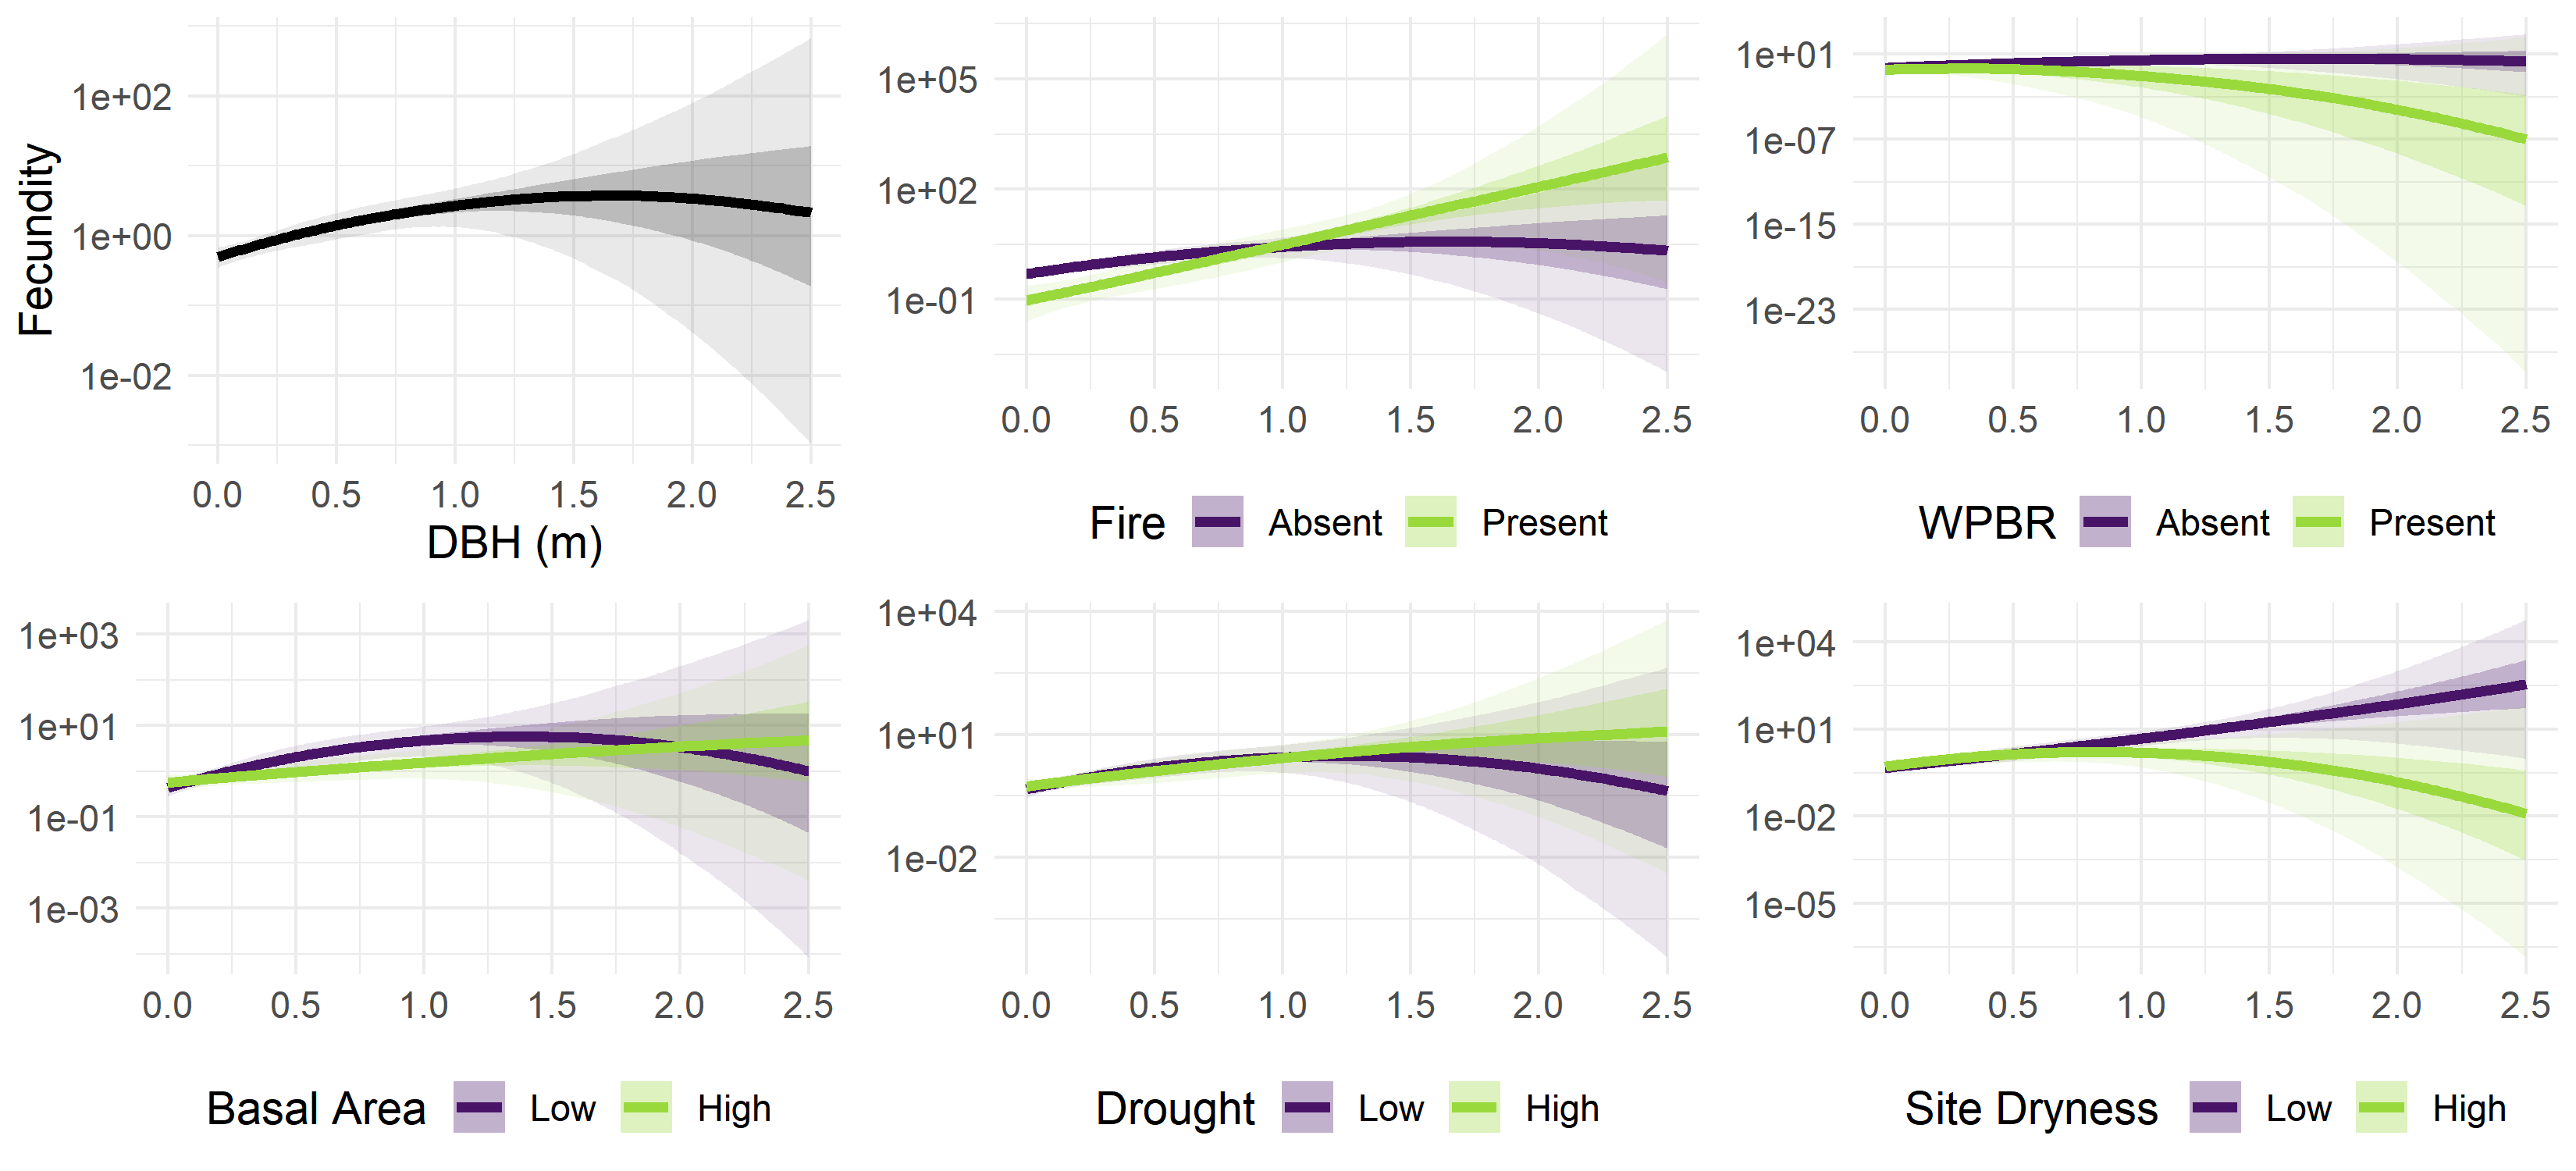 Fecundity
1e+02
1e+00
1e-02
0.0 0.5 1.0 1.5 2.0 2.5
DBH (m)
1e+05
1e+02
1e-01
0.0 0.5 1.0 1.5 2.0 2.5
Fire Absent Present
1e+01
1e-07
1e-15
1e-23
0.0 0.5 1.0 1.5 2.0 2.5
WPBR Absent Present
1e+03
1e+01
1e-01
1e-03
0.0 0.5 1.0 1.5 2.0 2.5
Basal Area Low High
1e+04
1e+01
1e-02
0.0 0.5 1.0 1.5 2.0 2.5
Drought Low High
1e+04
1e+01
1e-02
1e-05
0.0 0.5 1.0 1.5 2.0 2.5
Site Dryness Low High